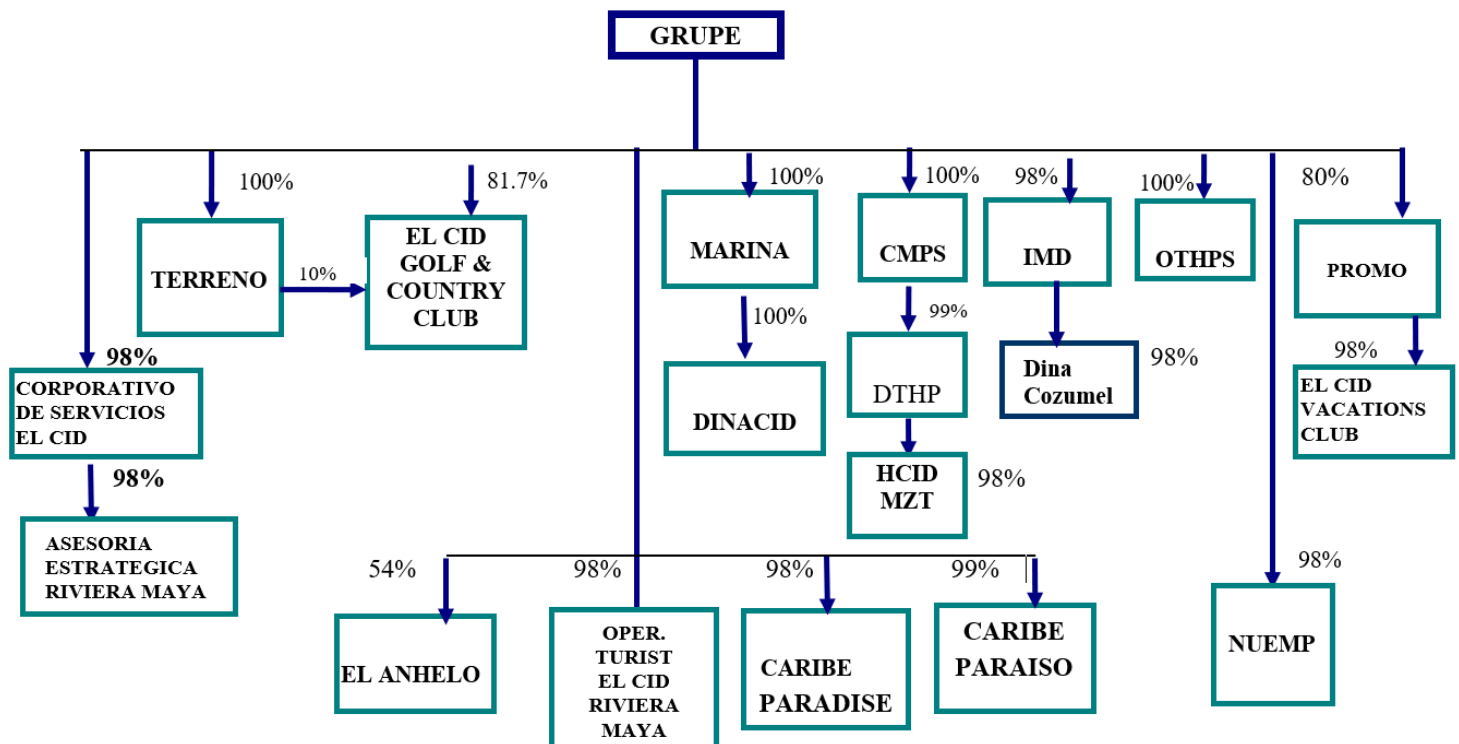 GRUPE
100%
81.7%
100%
100%
98%
100%
80%
TERRENO
10%
EL CID
GOLF &
COUNTRY
CLUB
MARINA
CMPS
IMD
OTHPS
PROMO
98%
CORPORATIVO
DE SERVICIOS
EL CID
100%
99%
98%
98%
DINACID
DTHP
Dina
Cozumel
EL CID
VACATIONS
CLUB
98%
HCID
MZT
98%
ASESORIA
ESTRATEGICA
RIVIERA MAYA
54%
98%
98%
99%
98%
EL ANHELO
OPER.
TURIST
EL CID
RIVIERA
MAYA
CARIBE
PARADISE
CARIBE
PARAISO
NUEMP